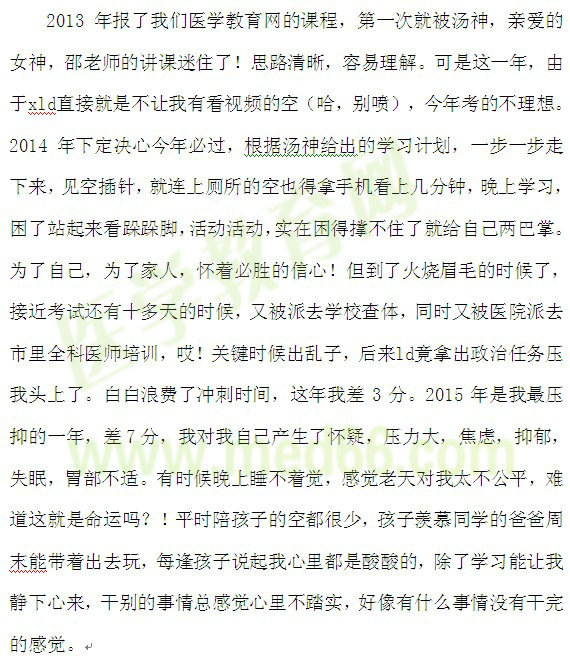 2013 年报了我们医学教育网的课程，第一次就被汤神，亲爱的
女神，邵老师的讲课迷住了！思路清晰，容易理解。可是这一年，由
于xld直接就是不让我有看视频的空（哈，别喷），今年考的不理想。
2014 年下定决心今年必过，根据汤神给出的学习计划，一步一步走
下来，见空插针，就连上厕所的空也得拿手机看上几分钟，晚上学习，
困了站起来看跺跺脚，活动活动，实在困得撑不住了就给自己两巴掌。
为了自己，为了家人，怀着必胜的信心！但到了火烧眉毛的时候了，
接近考试还有十多天的时候，又被派去学校查体，同时又被医院派去
市里全科医师培训，哎！关键时候出乱子，后来ld竟拿出政治任务压
我头上了。白白浪费了冲刺时间，这年我差 3 分。2015 年是我最压
抑的一年，差7分，我对我自己产生了怀疑，压力大，焦虑，抑郁，
失眠，胃部不适。有时候晚上睡不着觉，感觉老天对我太不公平，难
道这就是命运吗？！平时陪孩子的空都很少，孩子羡慕同学的爸爸周
末能带着出去玩，每逢孩子说起我心里都是酸酸的，除了学习能让我
静下心来，干别的事情总感觉心里不踏实，好像有什么事情没有干完
的感觉。
医学教育网
www.med66.com